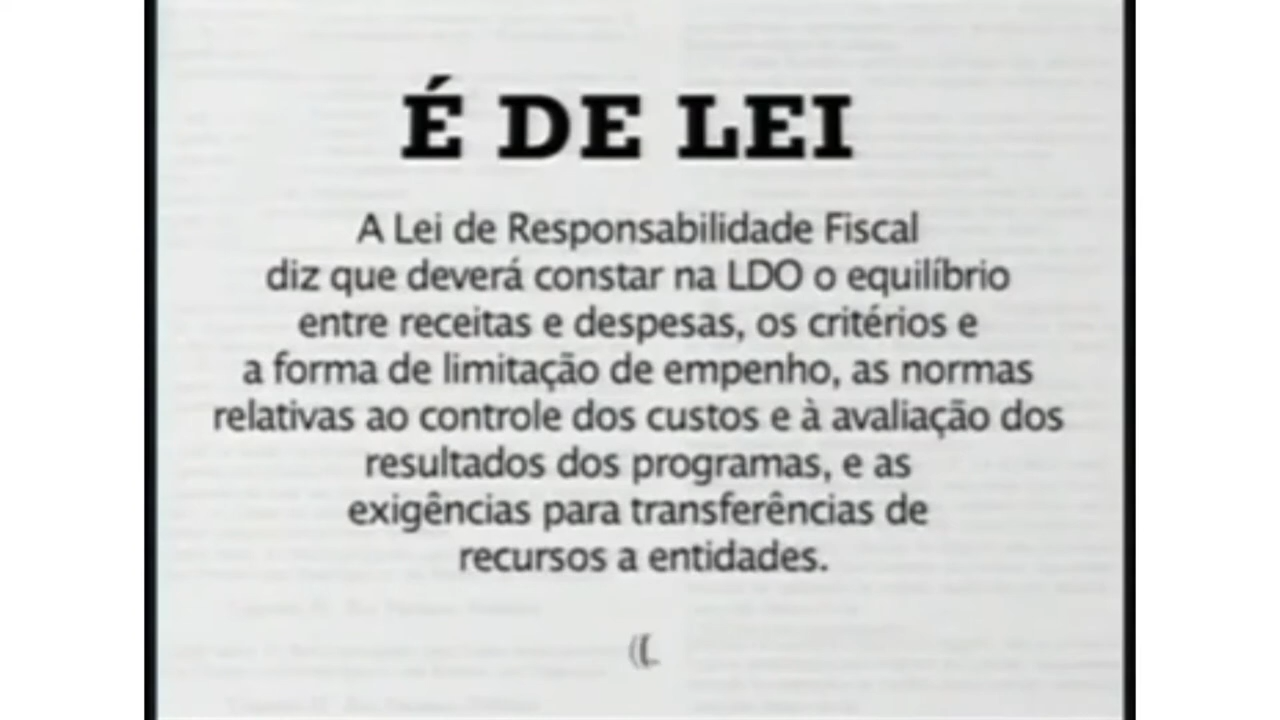 É DE LEI
A Lei de Responsabilidade Fiscal
diz que deverá constar na LDO o equilíbrio
entre receitas e despesas, os critérios e
a forma de limitação de empenho, as normas
relativas ao controle dos custos e à avaliação dos
resultados dos programas, e as
exigências para transferências de
recursos a entidades.